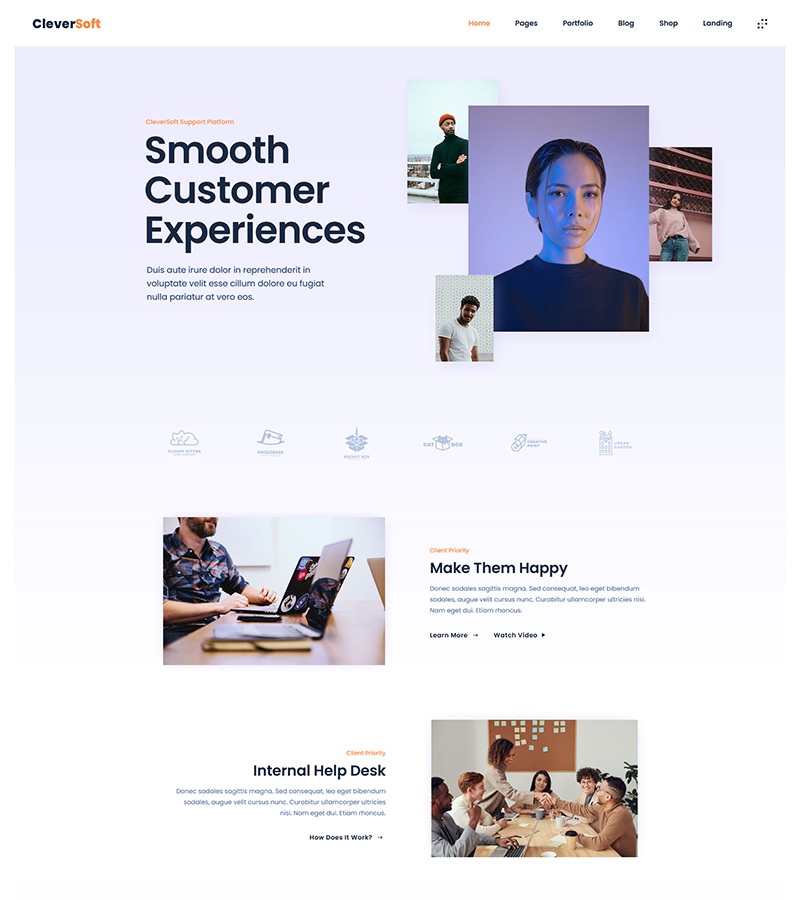 CleverSoft
Home Pages Portfolio Blog Shop Landing
CleverSoft Support Platform
Smooth
Customer
Experiences
Duis aute irure dolor in reprehenderit in
voluptate velit esse cillum dolore eu fugiat
nulla pariatur at vero eos.
CLOUDY KITTEN
POCKETHOOK
ROCKET BOX
CAT BOX
CREATIVE
POINT
URBAN
GARDEN
Client Priority
Make Them Happy
Donec sodales sagittis magna. Sed consequat, leo eget bibendum
sodales, augue velit cursus nunc. Curabitur ullamcorper ultricies nisi.
Nam eget dui. Etiam rhoncus.
Learn More → Watch Video ▶
Client Priority
Internal Help Desk
Donec sodales sagittis magna. Sed consequat, leo eget bibendum
sodales, augue velit cursus nunc. Curabitur ullamcorper ultricies
nisi. Nam eget dui. Etiam rhoncus.
How Does It Work? →